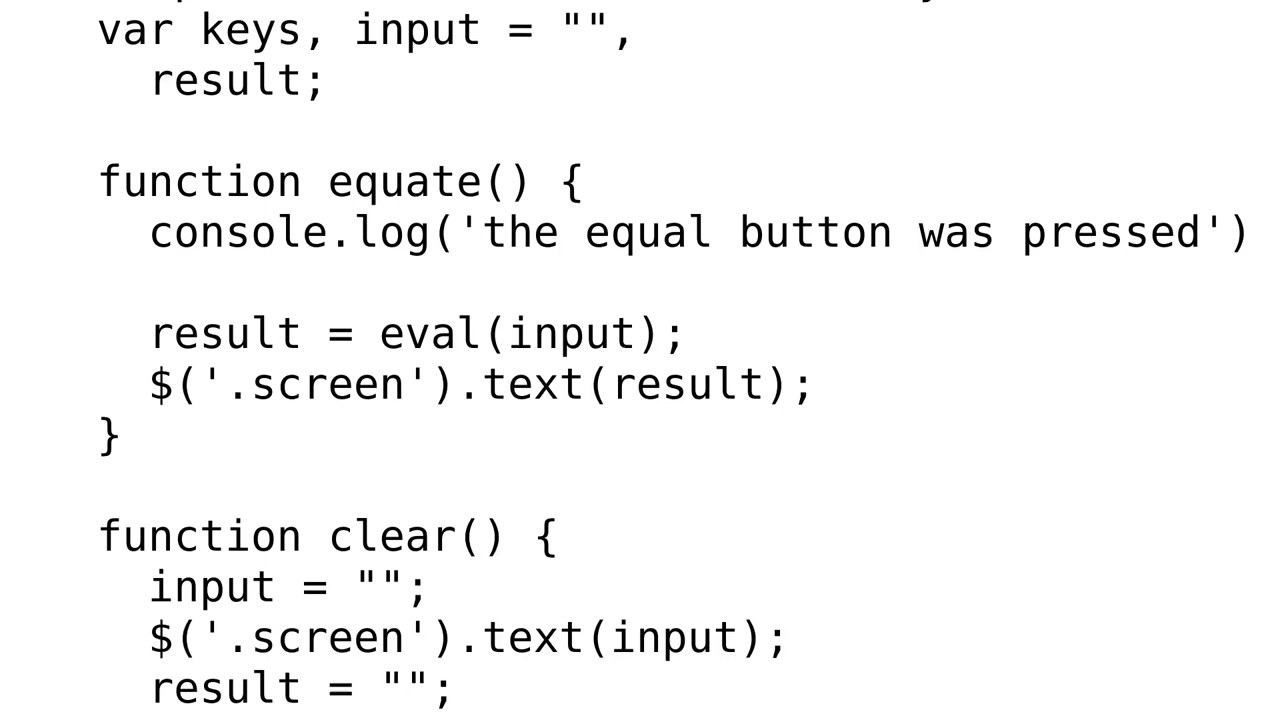 var keys, input = "",
result;
function equate() {
console.log('the equal button was pressed')
result = eval(input);
$('.screen').text(result);
}
function clear() {
input = "";
$('.screen').text(input);
result = "";